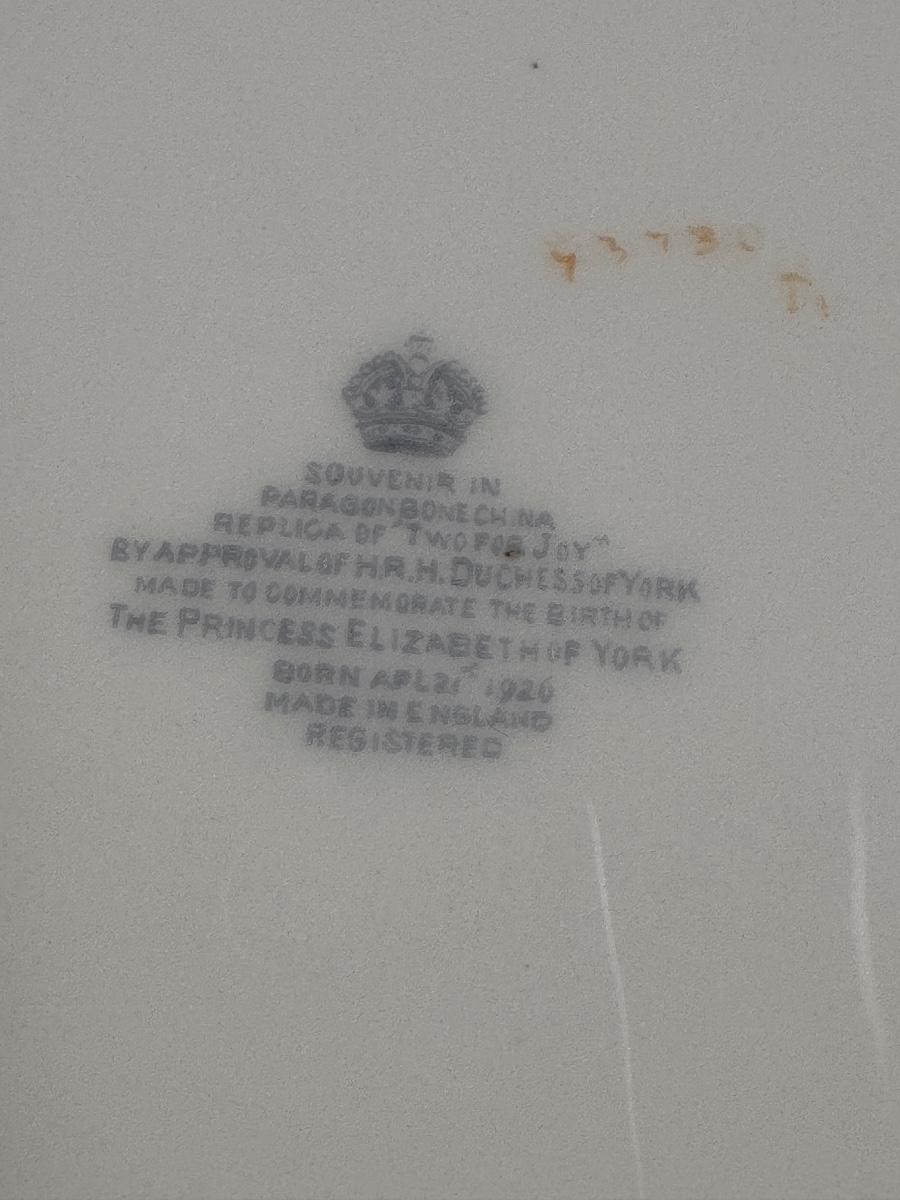 SOUVENIR IN
PARAGON BONE CHINA
REPLICA OF "TWO FOR JOY"
BY APPROVAL OF H.R.H. DUCHESS OF YORK
MADE TO COMMEMORATE THE BIRTH OF
THE PRINCESS ELIZABETH OF YORK
BORN APL 21st 1926
MADE IN ENGLAND
REGISTERED